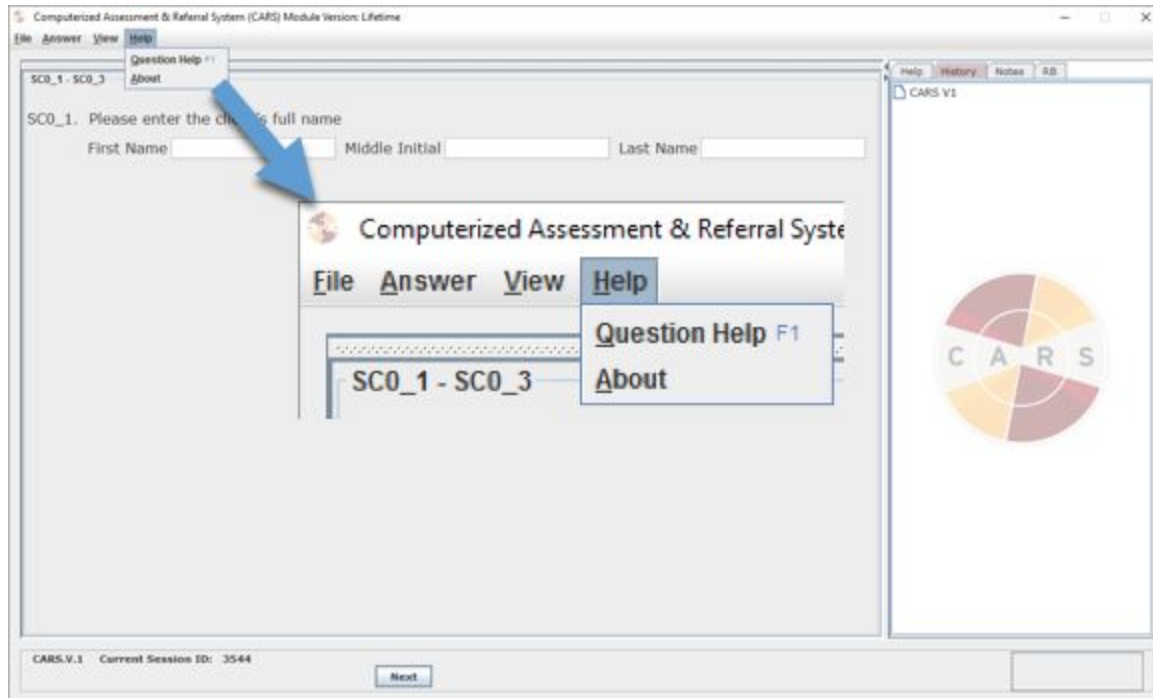 Computerized Assessment & Referral System (CARS) Module Version: Lifetime
File Answer View Help
Question Help F1
About
SC0_1 - SC0_3
Help History Notes RB
CARS V1
SC0_1. Please enter the full name
First Name Middle Initial Last Name
Computerized Assessment & Referral Syste
File Answer View Help
Question Help F1
SC0_1 - SC0_3
About
C A R S
CARS.V.1 Current Session ID: 3544
Next